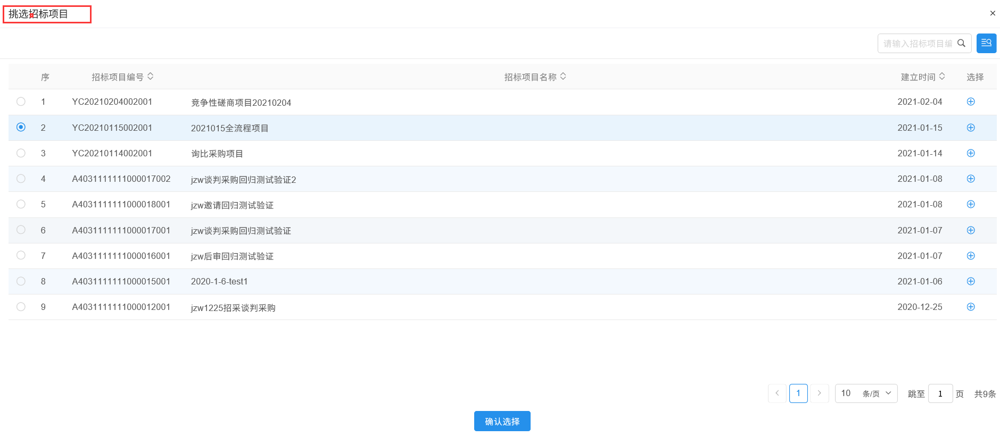 挑选招标项目
请输入招标项目编
序 招标项目编号 招标项目名称 建立时间 选择
1 YC20210204002001 竞争性磋商项目20210204 2021-02-04
2 YC20210115002001 2021015全流程项目 2021-01-15
3 YC20210114002001 询比采购项目 2021-01-14
4 A4031111111000017002 jzw谈判采购回归测试验证2 2021-01-08
5 A4031111111000018001 jzw邀请回归测试验证 2021-01-08
6 A4031111111000017001 jzw谈判采购回归测试验证 2021-01-07
7 A4031111111000016001 jzw后审回归测试验证 2021-01-07
8 A4031111111000015001 2020-1-6-test1 2021-01-06
9 A4031111111000012001 jzw1225招采谈判采购 2020-12-25
1 10 条/页 跳至 1 页 共9条
确认选择